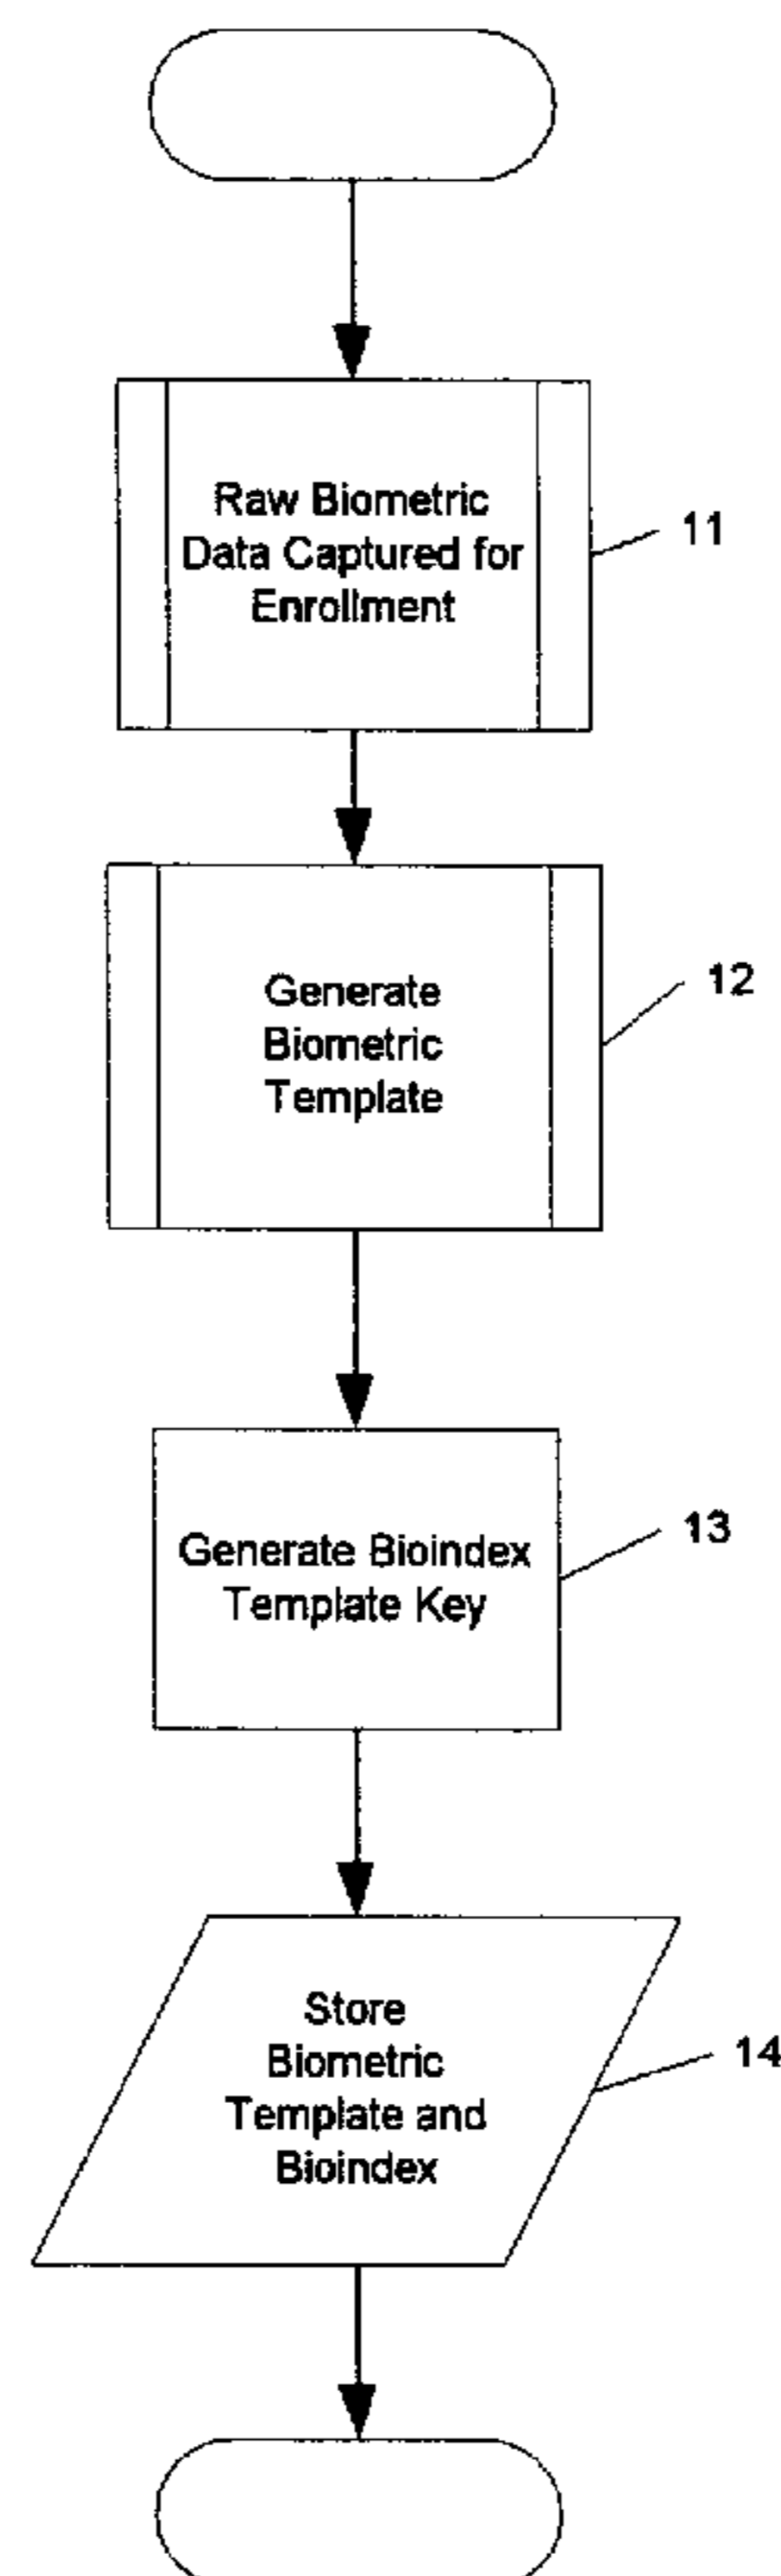 Raw Biometric
Data Captured for
Enrollment
11
Generate
Biometric
Template
12
Generate Bioindex
Template Key
13
Store
Biometric
Template and
Bioindex
14